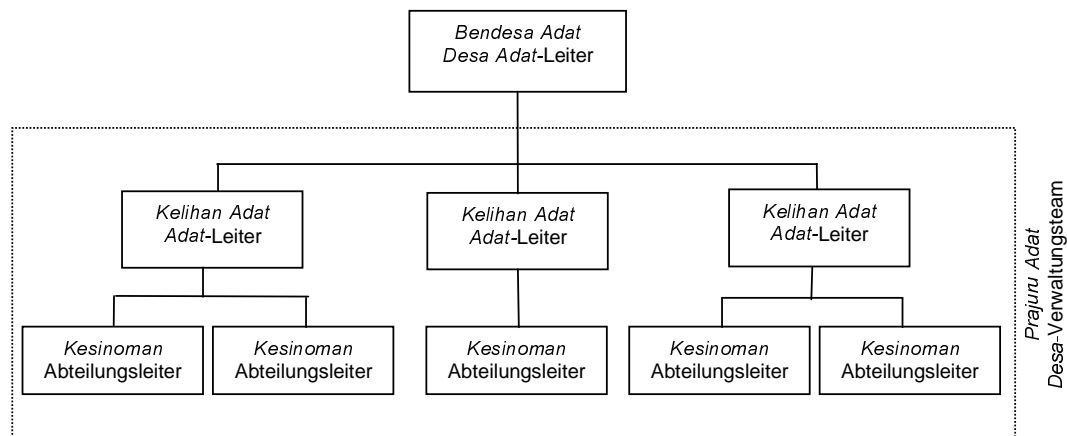 Bendesa Adat
Desa Adat-Leiter
Kelihan Adat
Adat-Leiter
Kelihan Adat
Adat-Leiter
Kelihan Adat
Adat-Leiter
Kesinoman
Abteilungsleiter
Kesinoman
Abteilungsleiter
Kesinoman
Abteilungsleiter
Kesinoman
Abteilungsleiter
Kesinoman
Abteilungsleiter
Prajuru Adat
Desa-Verwaltungsteam